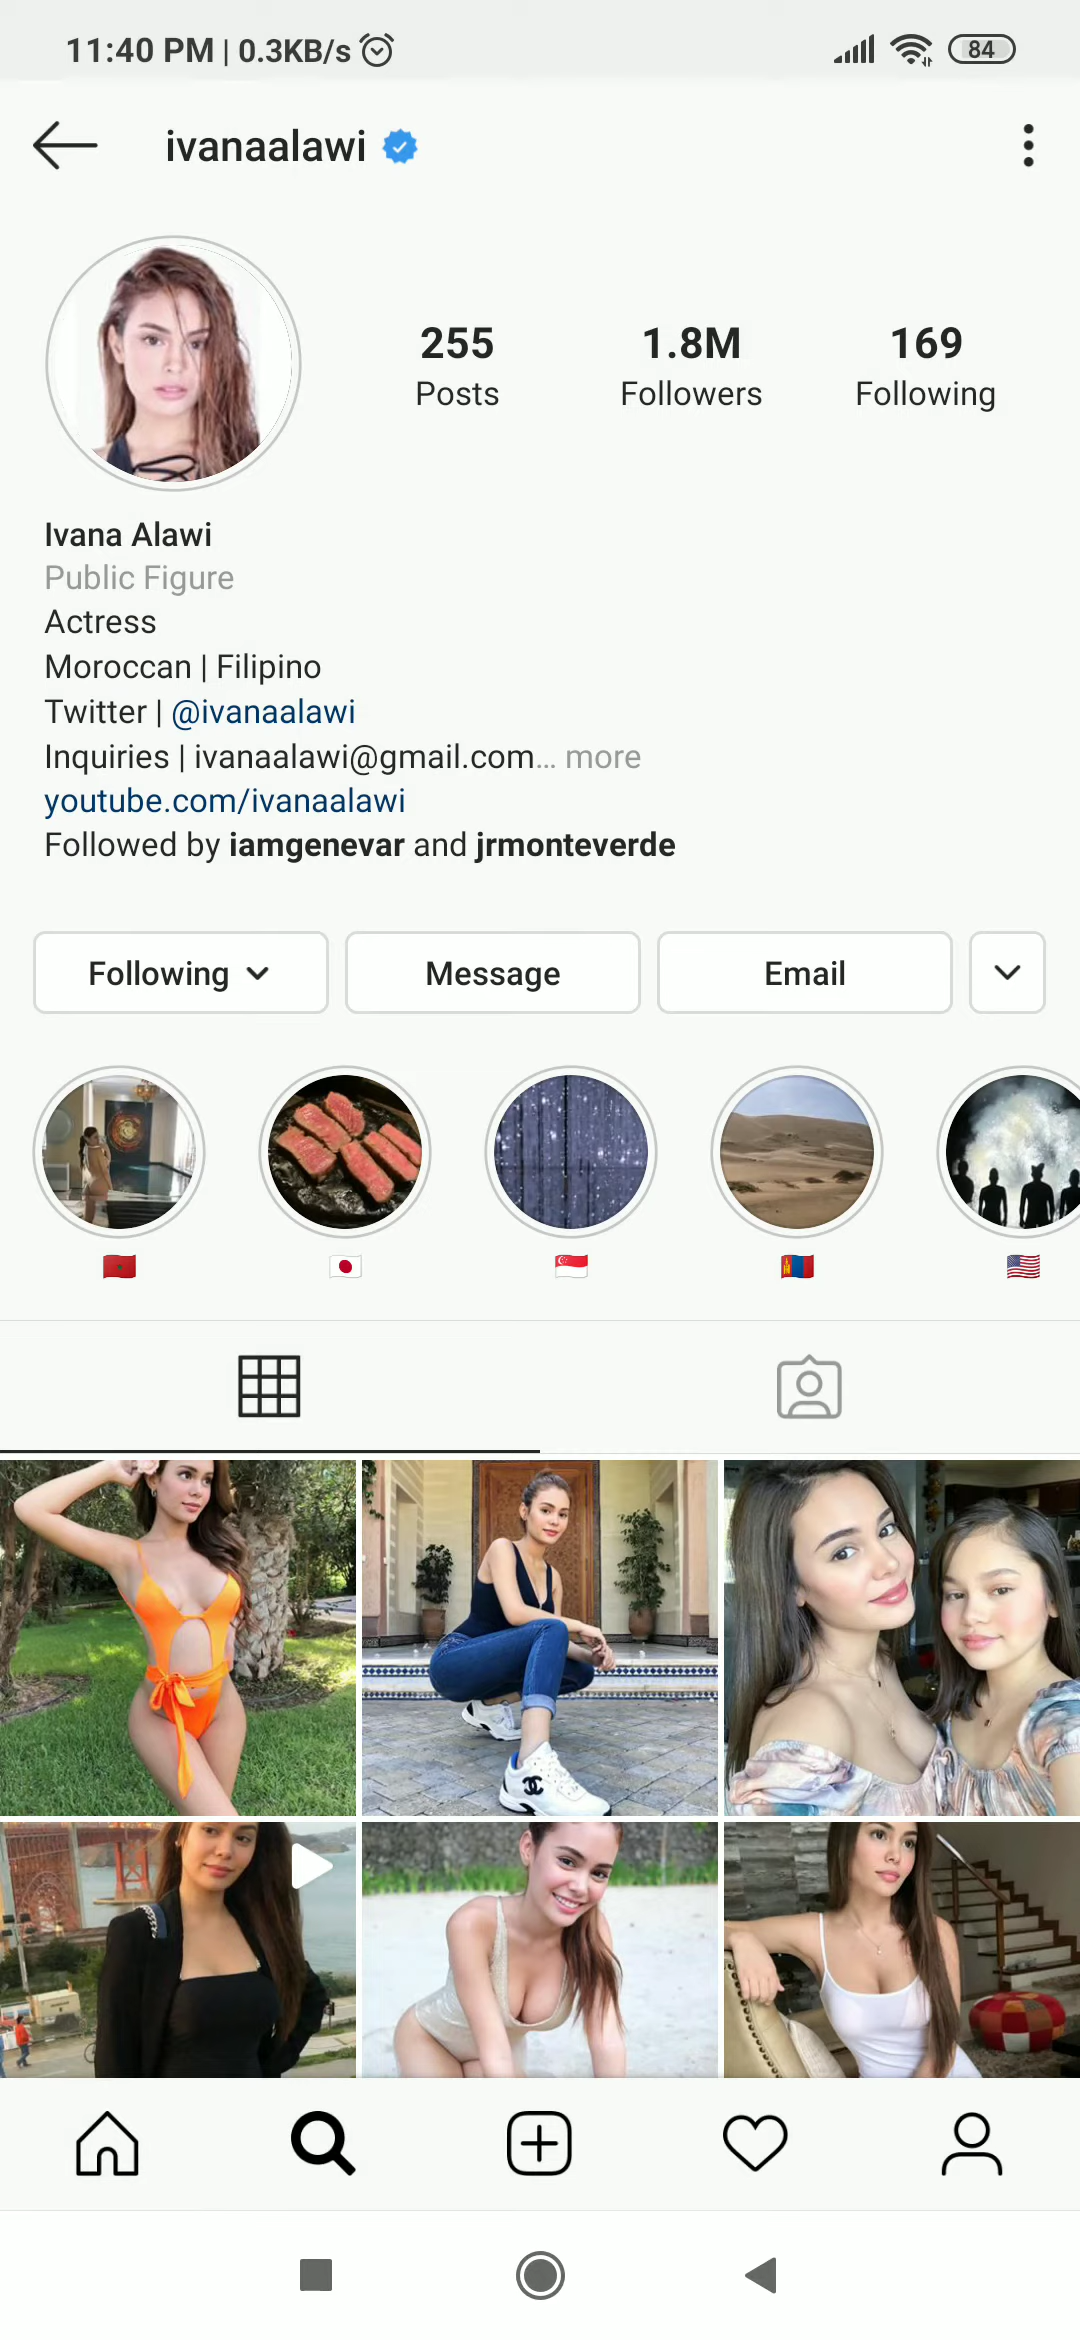 11:40 PM | 0.3KB/s
84
ivanaalawi
255
1.8M
169
Posts
Followers
Following
Ivana Alawi
Public Figure
Actress
Moroccan | Filipino
Twitter | @ivanaalawi
Inquiries | ivanaalawi@gmail.com... more
youtube.com/ivanaalawi
Followed by iamgenevar and jrmonteverde
Following
Message
Email